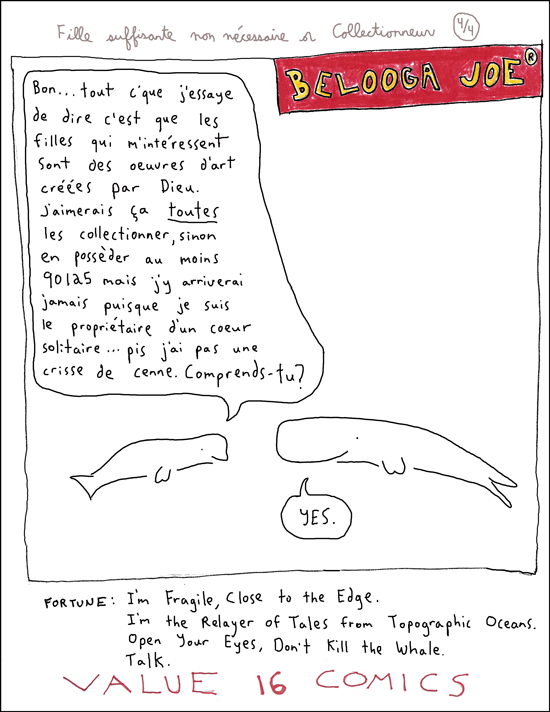 Fille suffisante non nécessaire ou Collectionneur 4/4
BELOOGA JOE®
Bon... tout c'que j'essaye
de dire c'est que les
filles qui m'intéressent
sont des oeuvres d'art
créées par Dieu.
J'aimerais ça toutes
les collectionner, sinon
en possèder au moins
90125 mais j'y arriverai
jamais puisque je suis
le propriétaire d'un coeur
solitaire... pis j'ai pas une
crisse de cenne. Comprends-tu?
YES.
FORTUNE: I'm Fragile, Close to the Edge.
I'm the Relayer of Tales from Topographic Oceans.
Open Your Eyes, Don't Kill the Whale.
Talk.
VALUE 16 COMICS